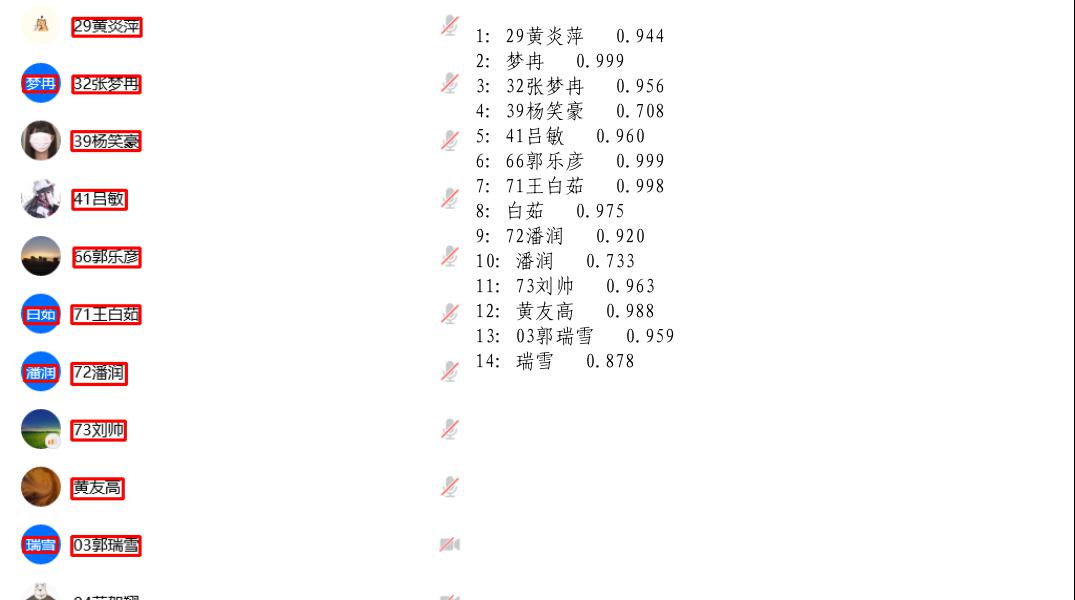 29黄炎萍
梦冉 32张梦冉
39杨笑豪
41吕敏
66郭乐彦
白茹 71王白茹
潘润 72潘润
73刘帅
黄友高
瑞雪 03郭瑞雪
1: 29黄炎萍 0.944
2: 梦冉 0.999
3: 32张梦冉 0.956
4: 39杨笑豪 0.708
5: 41吕敏 0.960
6: 66郭乐彦 0.999
7: 71王白茹 0.998
8: 白茹 0.975
9: 72潘润 0.920
10: 潘润 0.733
11: 73刘帅 0.963
12: 黄友高 0.988
13: 03郭瑞雪 0.959
14: 瑞雪 0.878